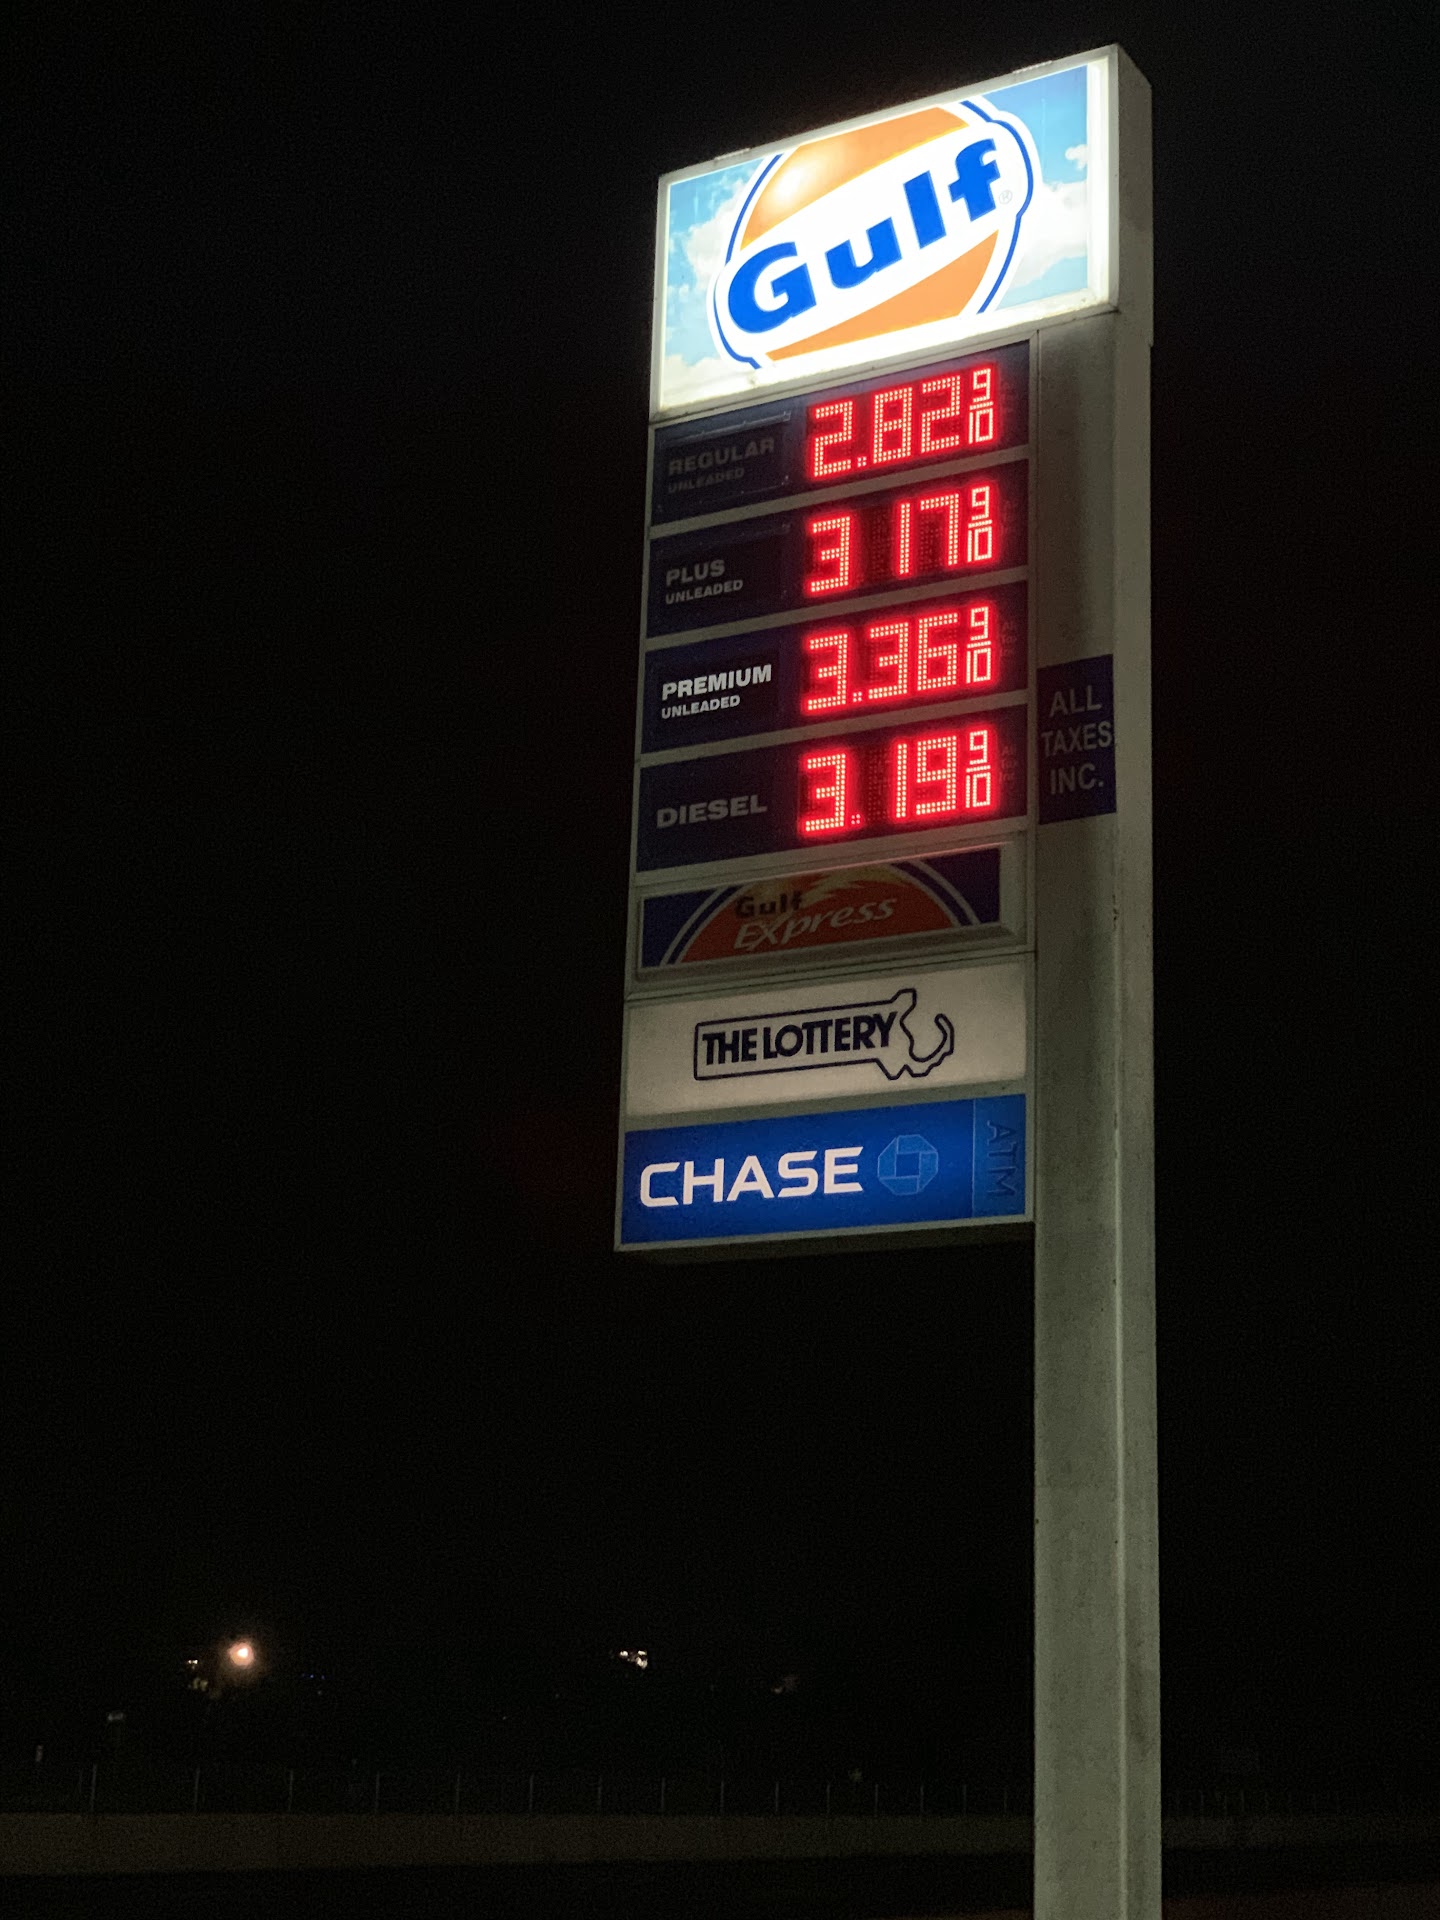 Gulf
REGULAR 2.82 9/10
UNLEADED
PLUS 3 17 9/10
UNLEADED
PREMIUM 3.36 9/10
UNLEADED
DIESEL 3.19 9/10
ALL
TAXES
INC.
Gulf
Express
THE LOTTERY
CHASE ATM